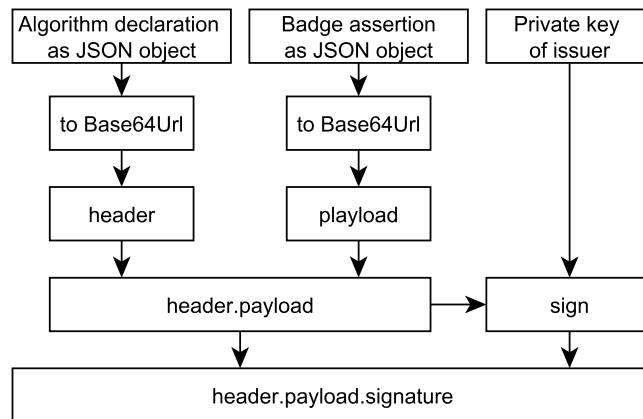 Algorithm declaration
as JSON object
Badge assertion
as JSON object
Private key
of issuer
to Base64Url
to Base64Url
header
playload
header.payload
sign
header.payload.signature